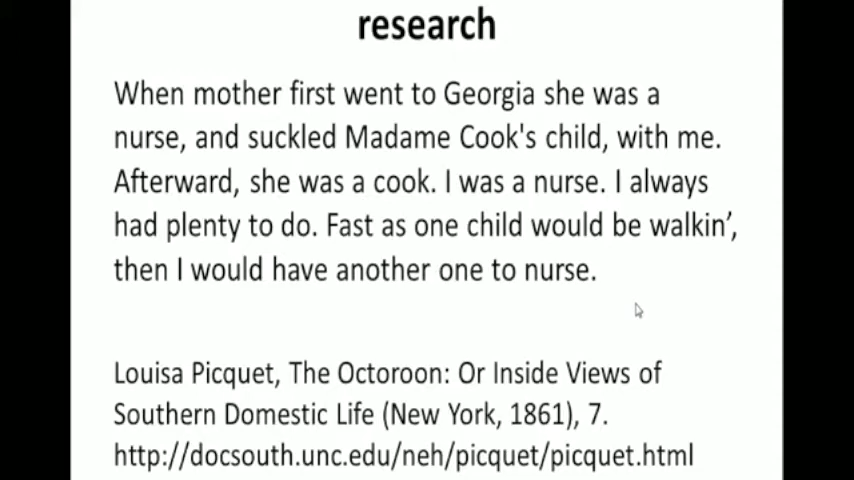 research
When mother first went to Georgia she was a
nurse, and suckled Madame Cook's child, with me.
Afterward, she was a cook. I was a nurse. I always
had plenty to do. Fast as one child would be walkin’,
then I would have another one to nurse.
Louisa Picquet, The Octoroon: Or Inside Views of
Southern Domestic Life (New York, 1861), 7.
http://docsouth.unc.edu/neh/picquet/picquet.html